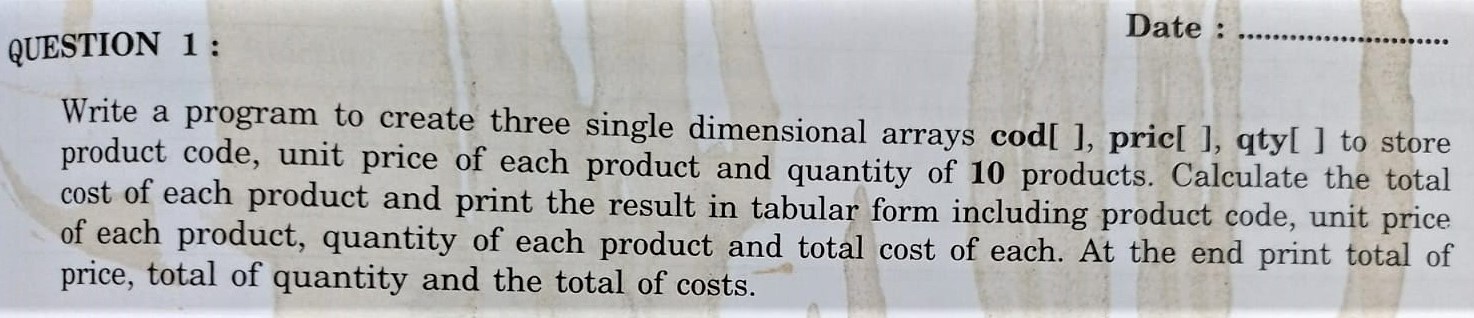 Date : ..............................
QUESTION 1 :
Write a program to create three single dimensional arrays cod[ ], pric[ ], qty[ ] to store
product code, unit price of each product and quantity of 10 products. Calculate the total
cost of each product and print the result in tabular form including product code, unit price
of each product, quantity of each product and total cost of each. At the end print total of
price, total of quantity and the total of costs.